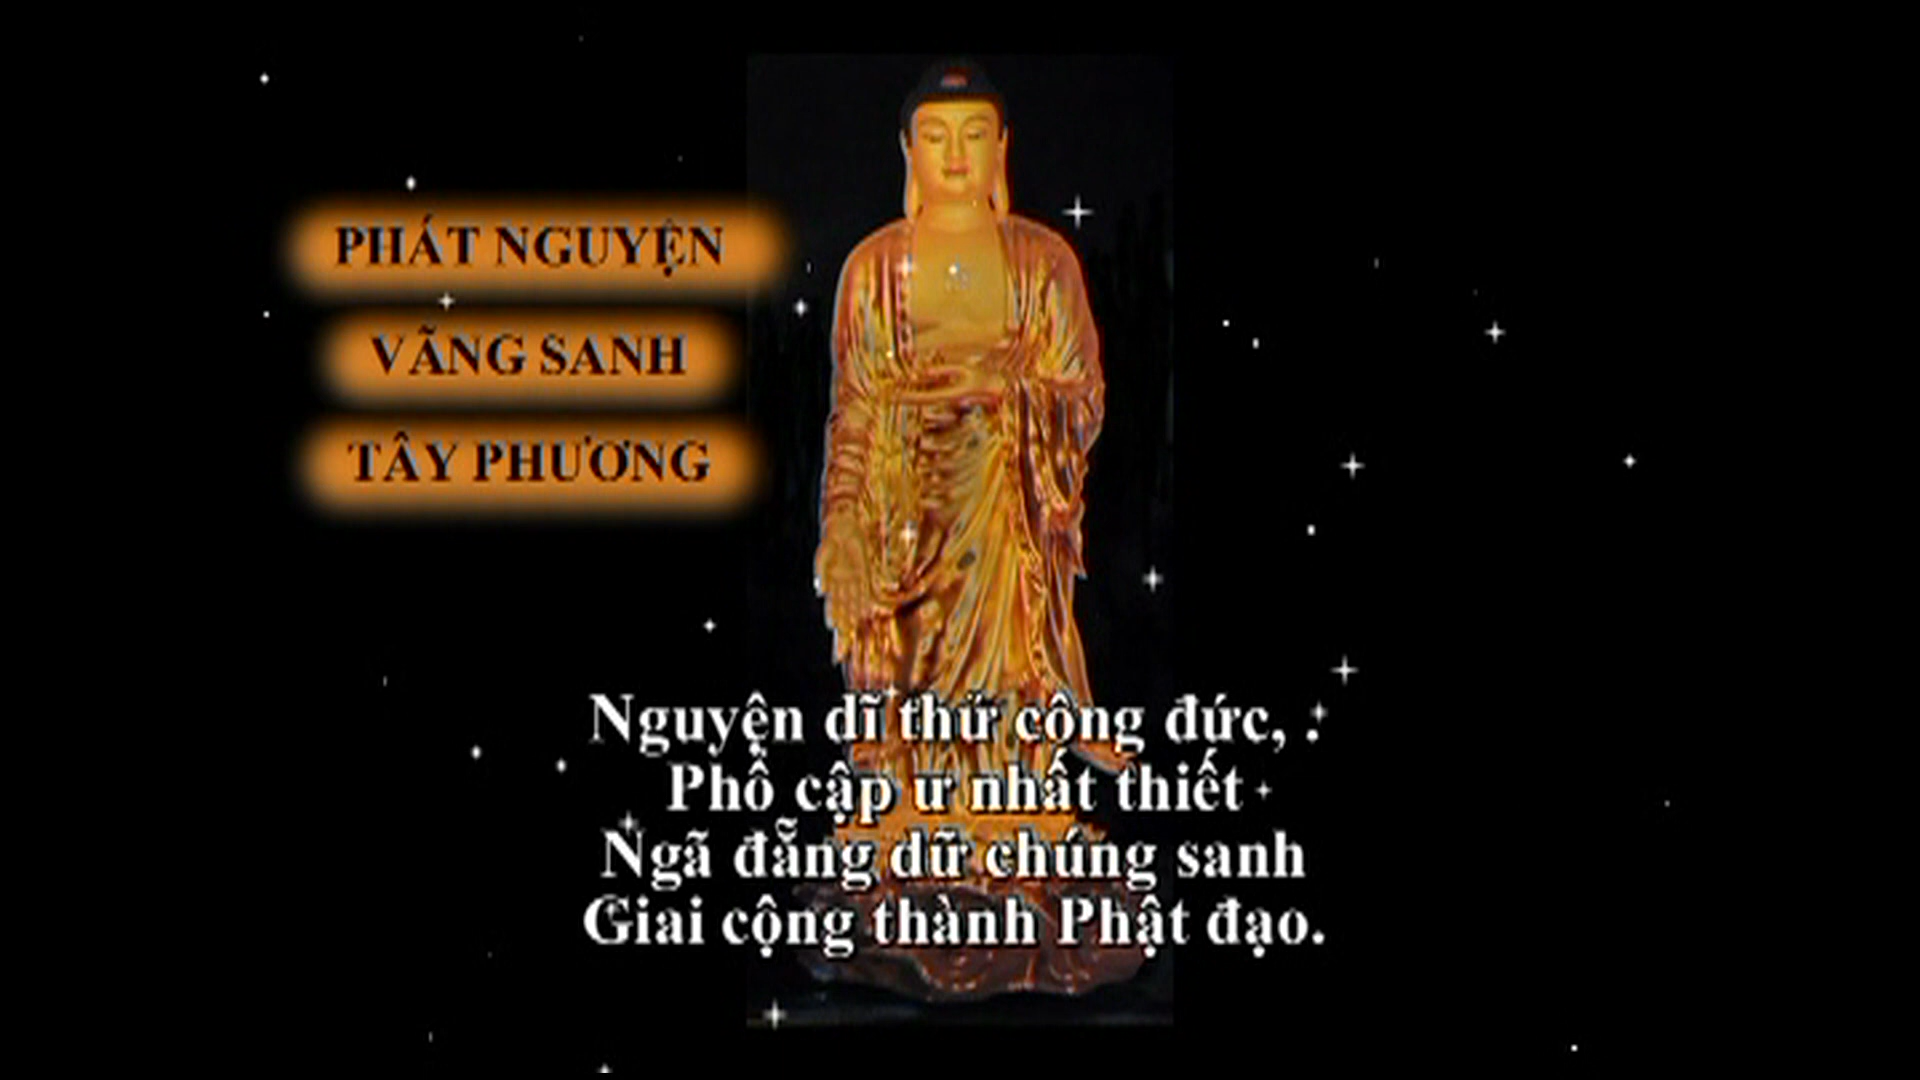 PHÁT NGUYỆN
VÃNG SANH
TÂY PHƯƠNG
Nguyện dĩ thử công đức, .
Phổ cập ư nhất thiết
Ngã đẳng dữ chúng sanh
Giai cộng thành Phật đạo.